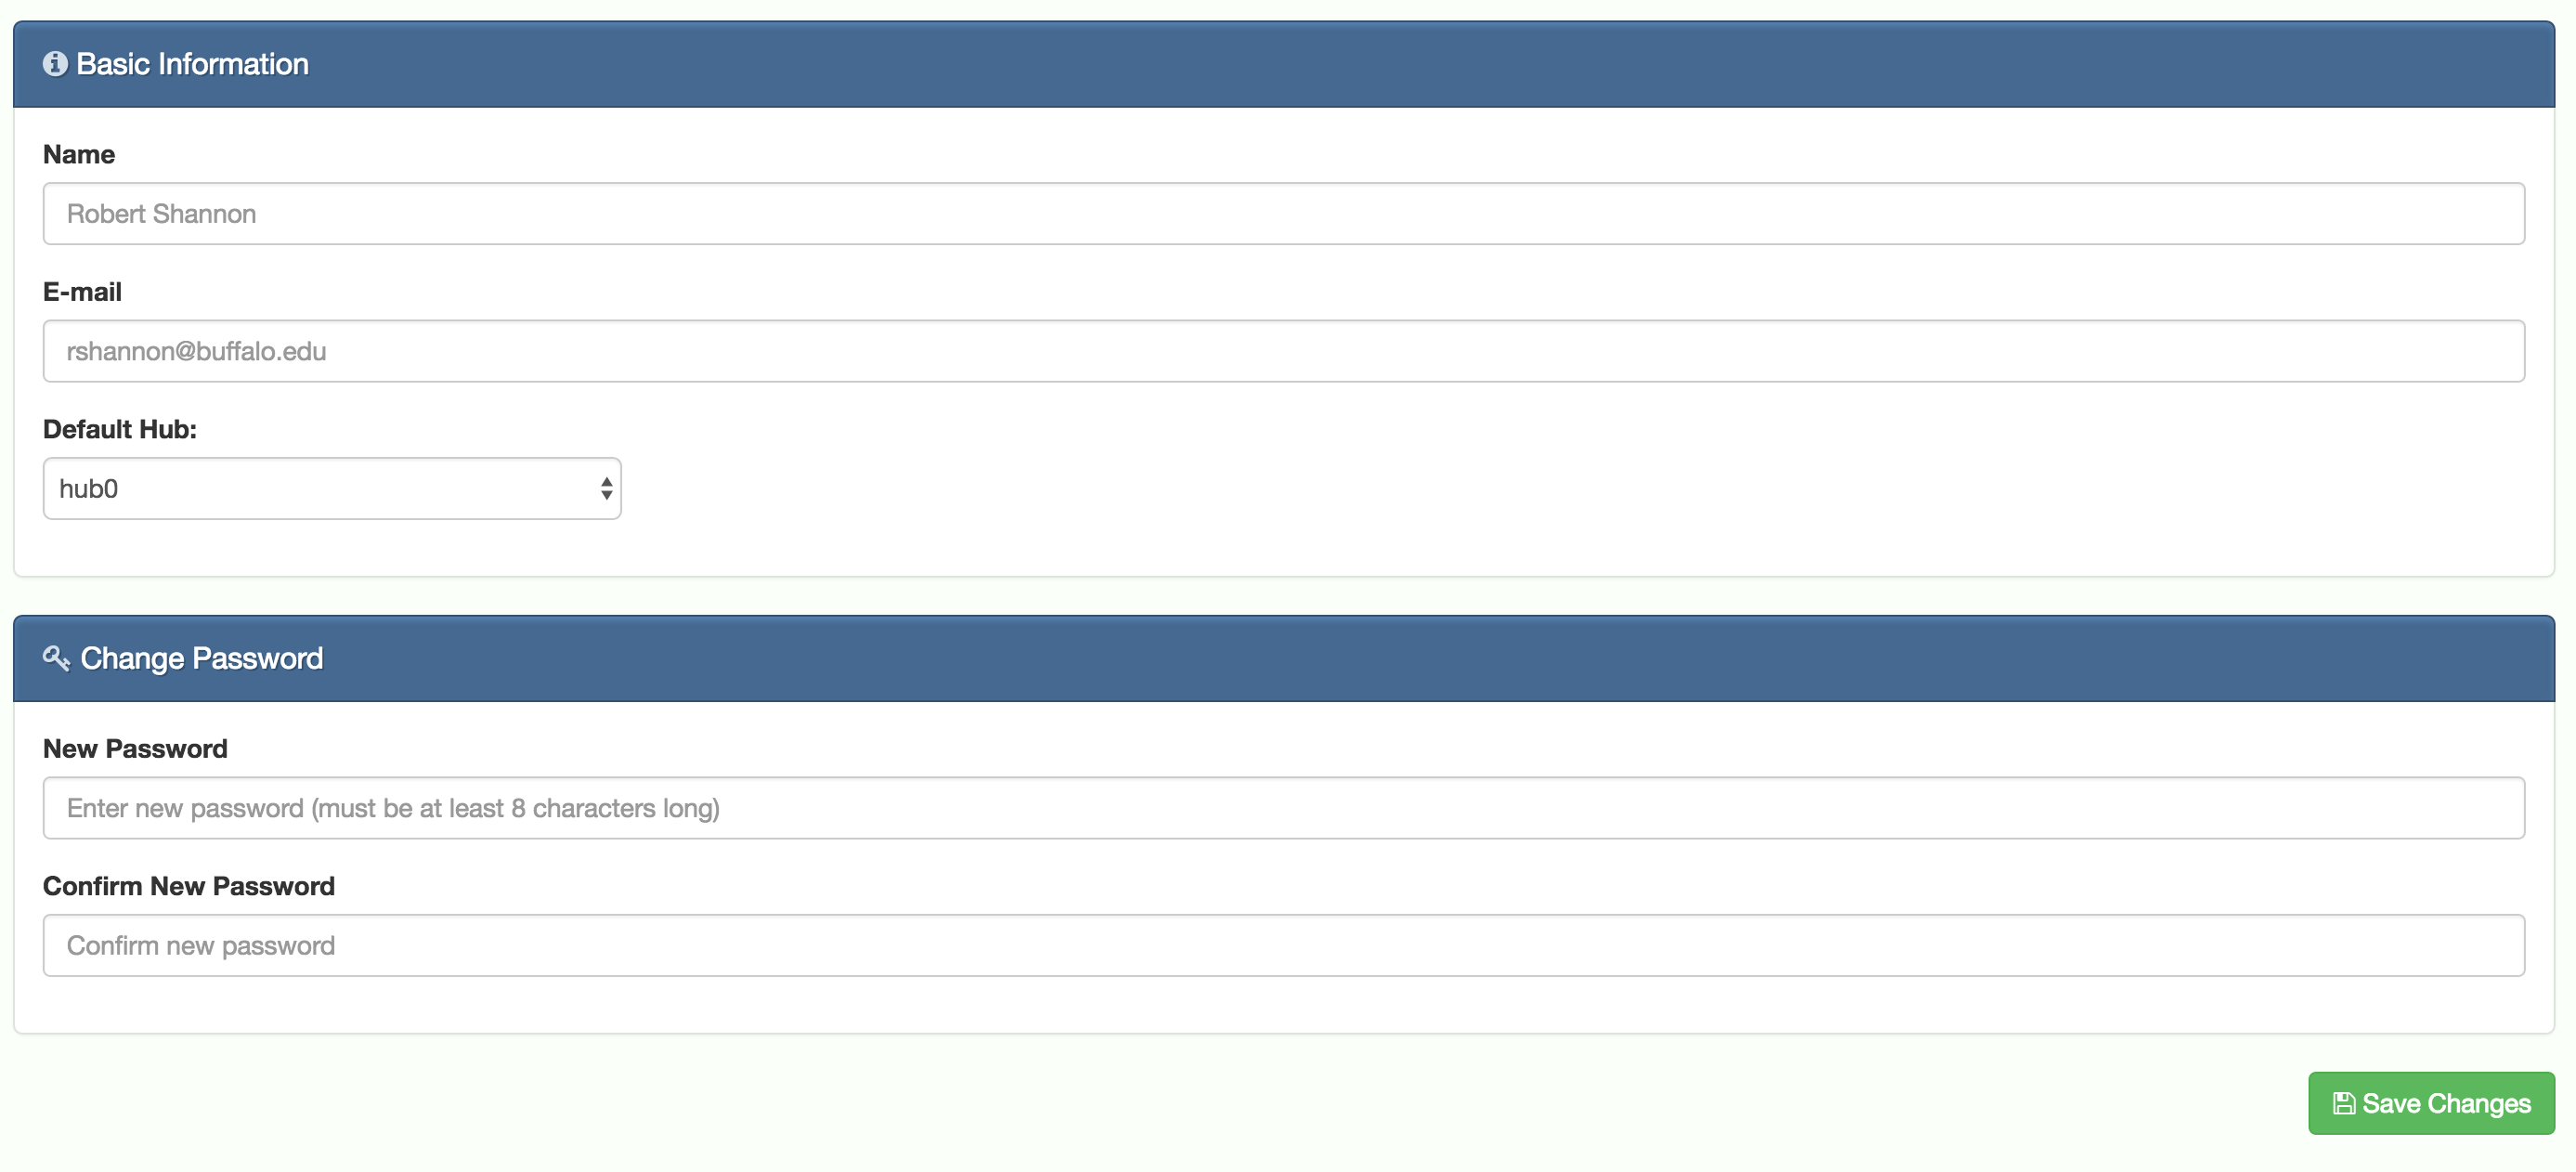 Basic Information
Name
Robert Shannon
E-mail
rshannon@buffalo.edu
Default Hub:
hub0
Change Password
New Password
Enter new password (must be at least 8 characters long)
Confirm New Password
Confirm new password
Save Changes